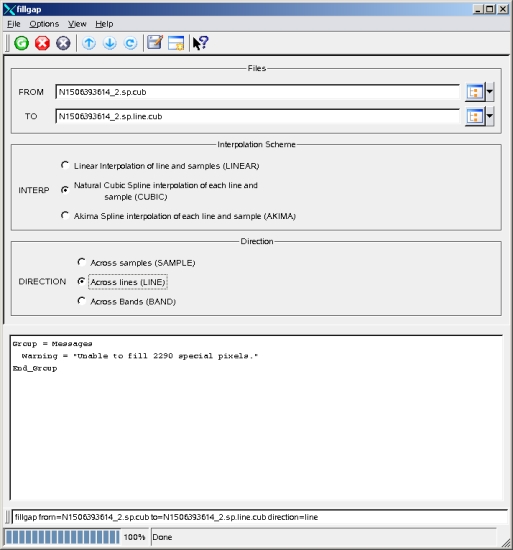 fillgap
File Options View Help
Files
FROM N1506393614_2.sp.cub
TO N1506393614_2.sp.line.cub
Interpolation Scheme
Linear Interpolation of line and samples (LINEAR)
INTERP Natural Cubic Spline interpolation of each line and
sample (CUBIC)
Akima Spline interpolation of each line and sample (AKIMA)
Direction
Across samples (SAMPLE)
DIRECTION Across lines (LINE)
Across Bands (BAND)
Group = Messages
Warning = "Unable to fill 2290 special pixels."
End_Group
fillgap from=N1506393614_2.sp.cub to=N1506393614_2.sp.line.cub direction=line
100% Done